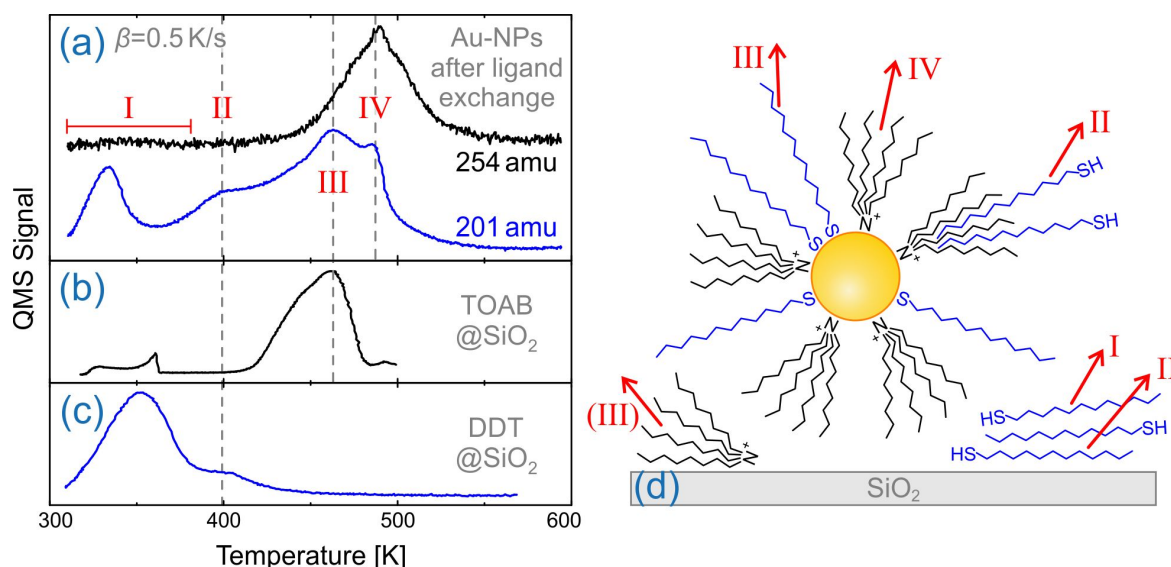 (a)
β=0.5 K/s
Au-NPs
after ligand
exchange
I
II
IV
254 amu
III
201 amu
QMS Signal
(b)
TOAB
@SiO₂
(c)
DDT
@SiO₂
300
400
500
600
Temperature [K]
III
IV
II
SH
N
+
S
S
N
+
N
+
SH
S
S
N
+
N
+
I
II
(III)
HS
SH
HS
N
+
(d)
SiO₂